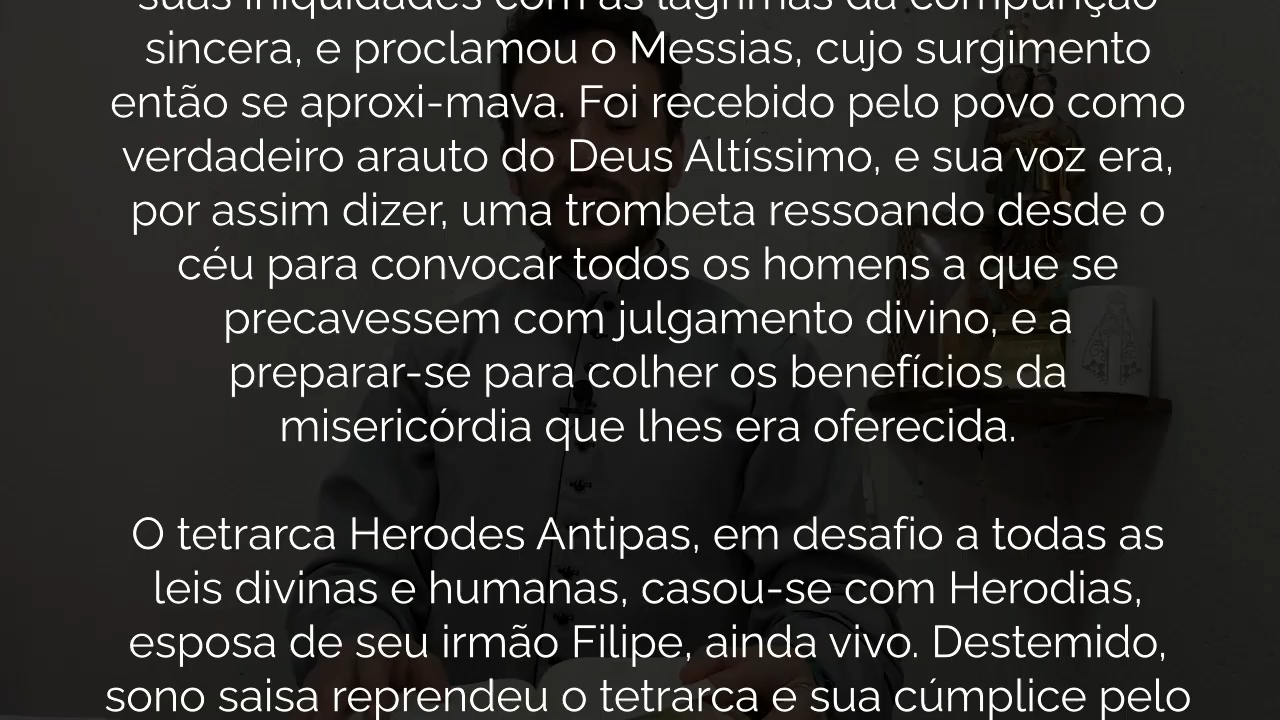 suas iniquidades com as lágrimas da compunção
sincera, e proclamou o Messias, cujo surgimento
então se aproxi-mava. Foi recebido pelo povo como
verdadeiro arauto do Deus Altíssimo, e sua voz era,
por assim dizer, uma trombeta ressoando desde o
céu para convocar todos os homens a que se
precavessem com julgamento divino, e a
preparar-se para colher os benefícios da
misericórdia que lhes era oferecida.
O tetrarca Herodes Antipas, em desafio a todas as
leis divinas e humanas, casou-se com Herodias,
esposa de seu irmão Filipe, ainda vivo. Destemido,
sono saisa reprendeu o tetrarca e sua cúmplice pelo